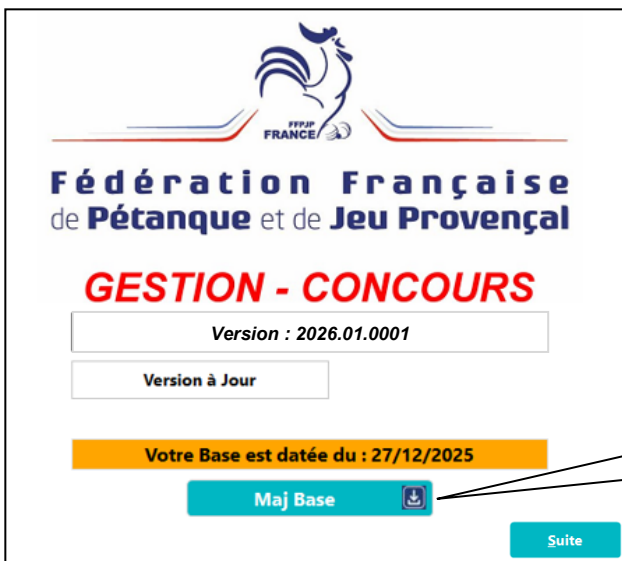 FFPJP
FRANCE
Fédération Française
de Pétanque et de Jeu Provençal
GESTION - CONCOURS
Version : 2026.01.0001
Version à Jour
Votre Base est datée du : 27/12/2025
Maj Base
Suite